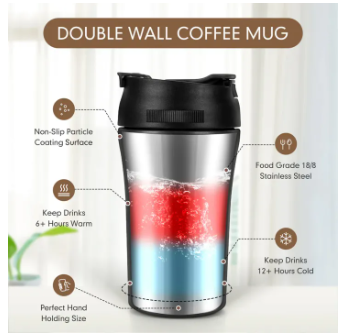 DOUBLE WALL COFFEE MUG
Non-Slip Particle
Coating Surface
Food Grade 18/8
Stainless Steel
Keep Drinks
6+ Hours Warm
Keep Drinks
12+ Hours Cold
Perfect Hand
Holding Size